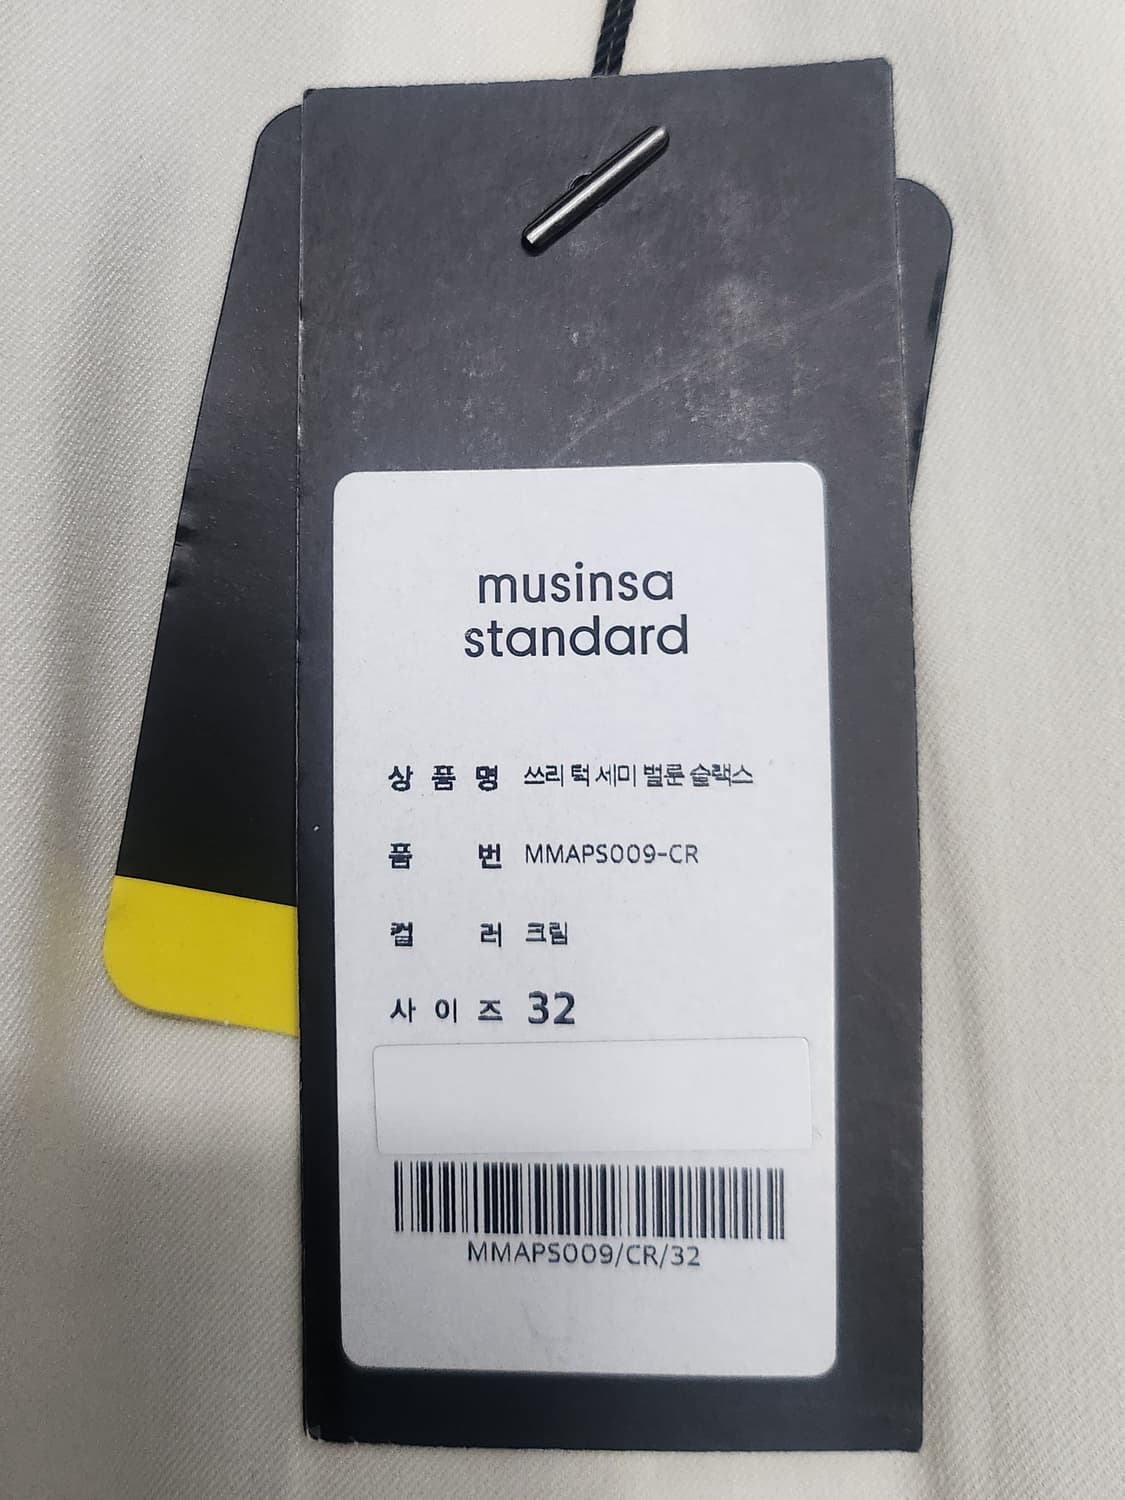 musinsa
standard
상품명 쓰리 턱 세미 벌룬 슬랙스
품번 MMAPS009-CR
컬러 크림
사이즈 32
MMAPS009/CR/32